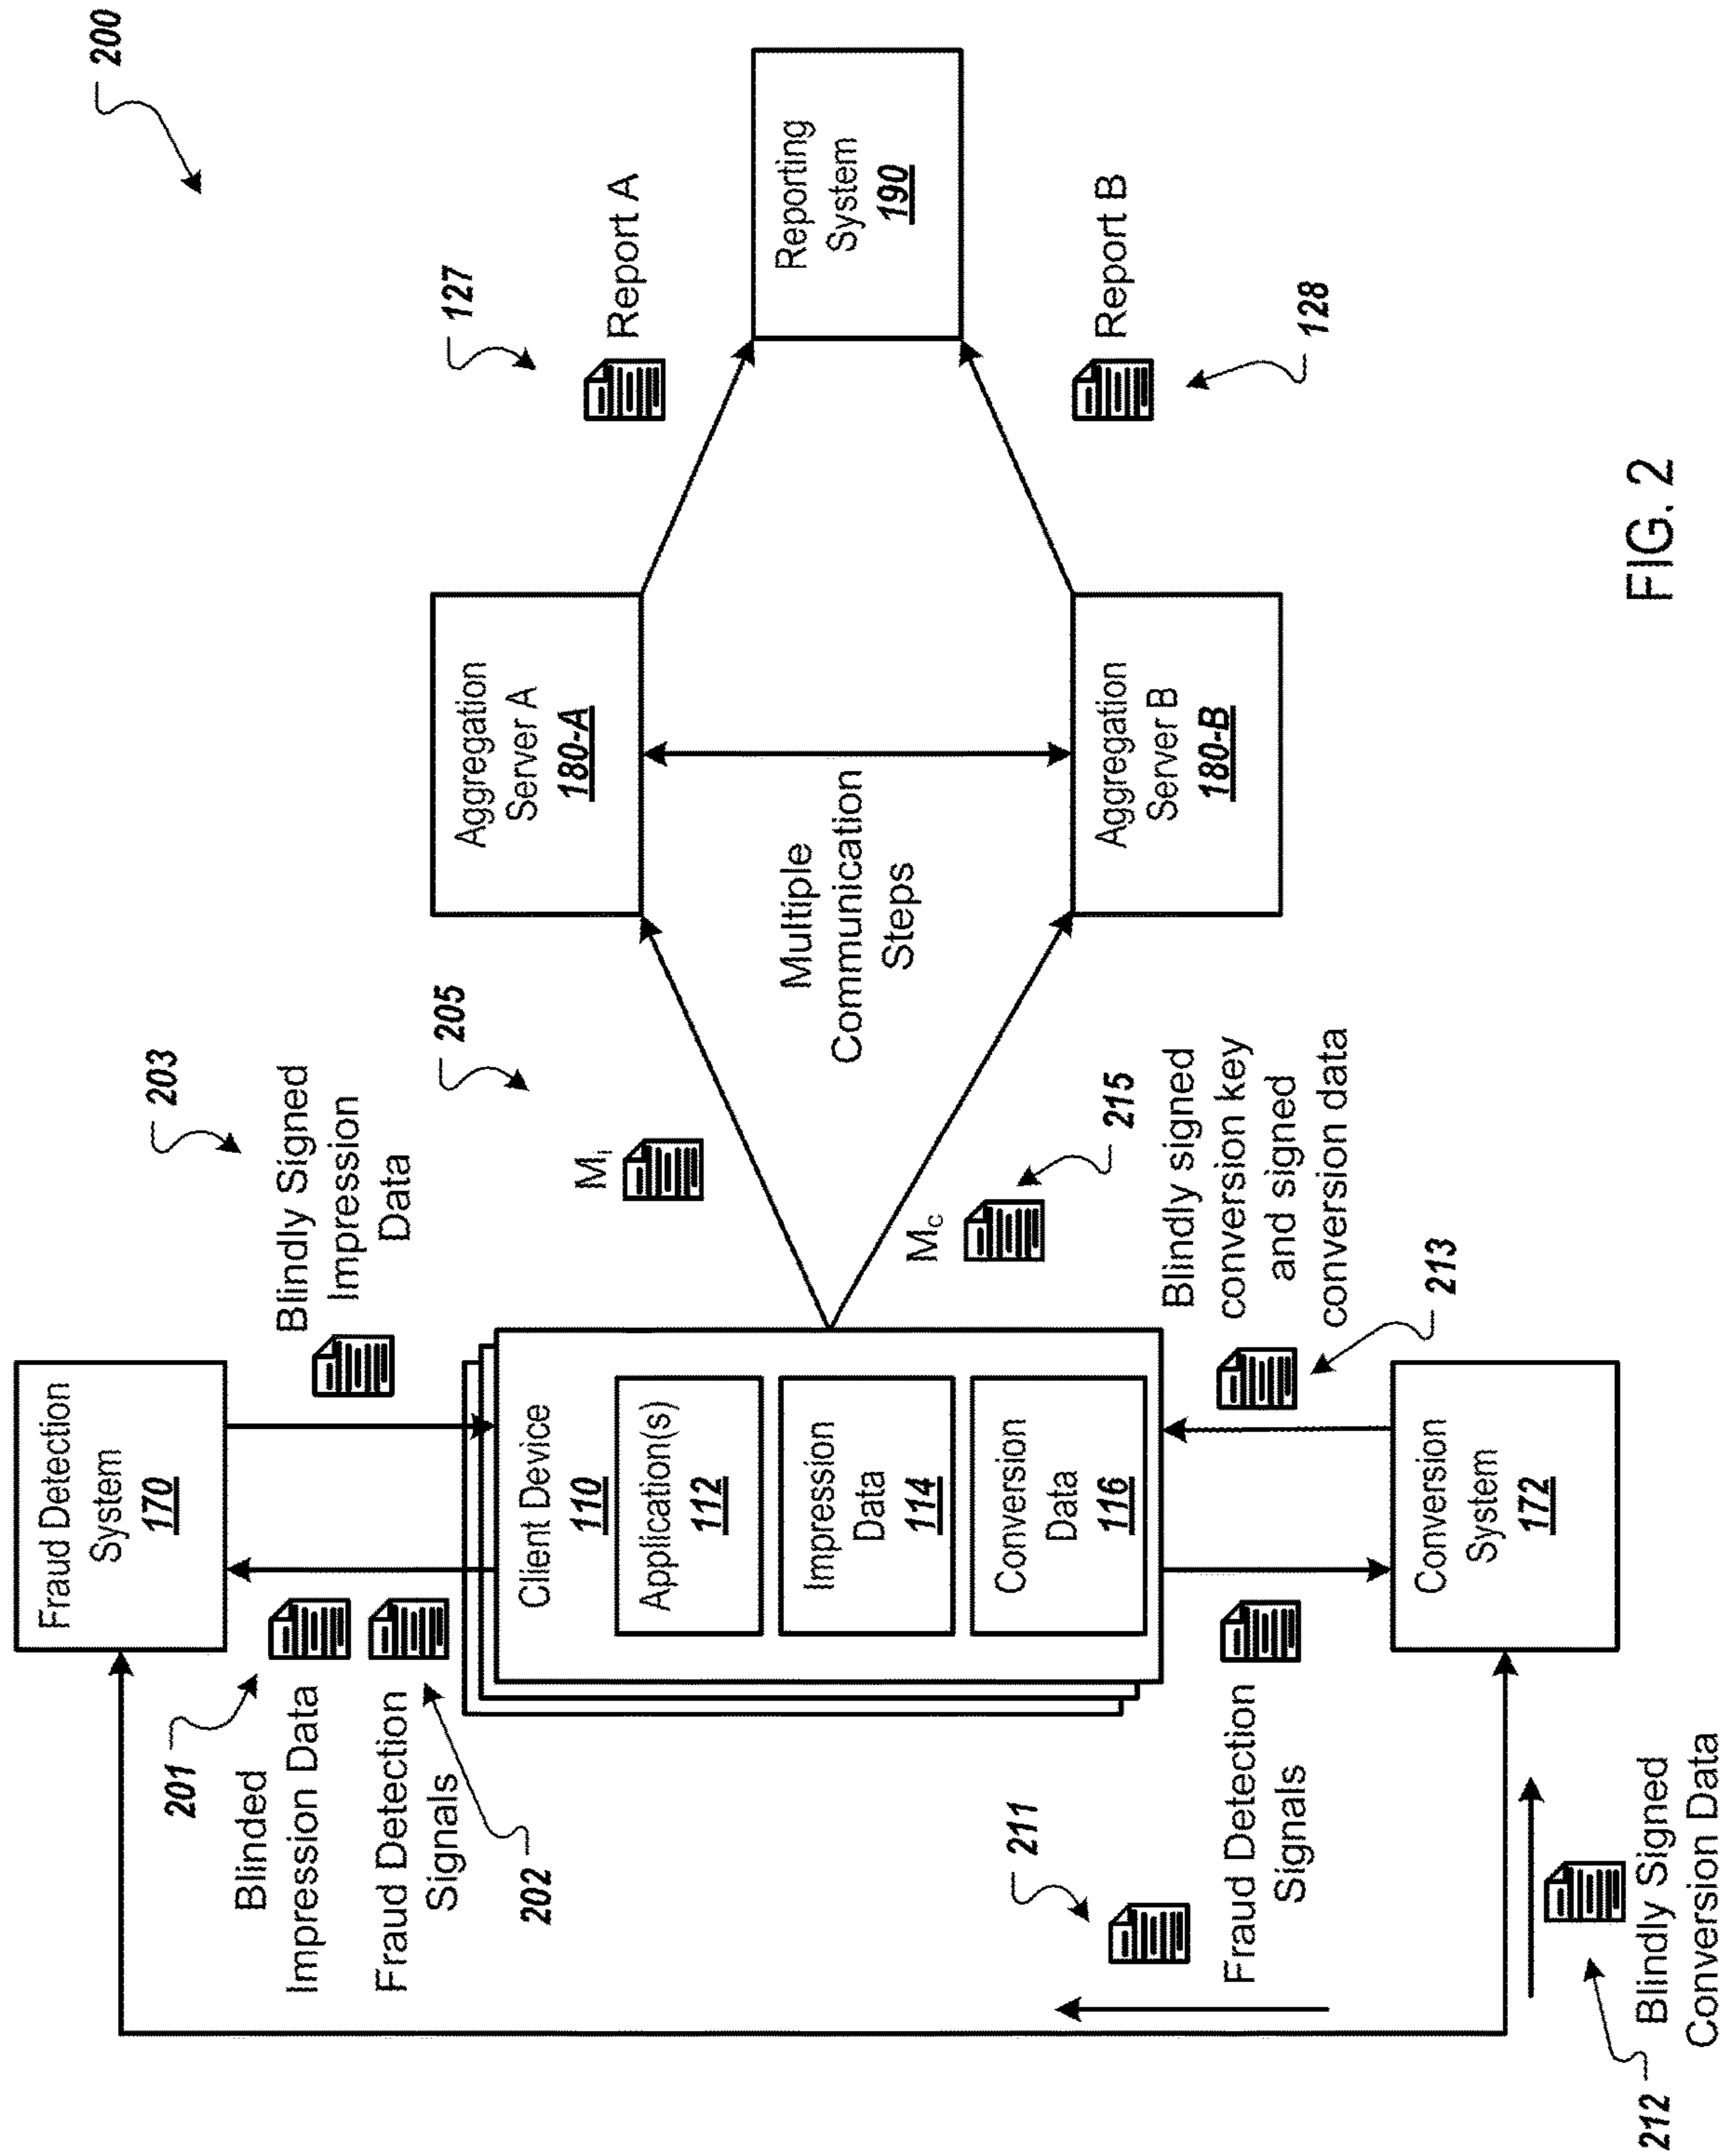 200
Fraud Detection
System
170
201
Blinded
Impression Data
Fraud Detection
Signals
202
203
Blindly Signed
Impression
Data
Client Device
110
Application(s)
112
Impression
Data
114
Conversion
Data
116
205
Mi
Mc
215
Aggregation
Server A
180-A
Multiple
Communication
Steps
Aggregation
Server B
180-B
127
Report A
Reporting
System
190
Report B
128
211
Fraud Detection
Signals
Blindly signed
conversion key
and signed
conversion data
213
Conversion
System
172
212
Blindly Signed
Conversion Data
FIG. 2